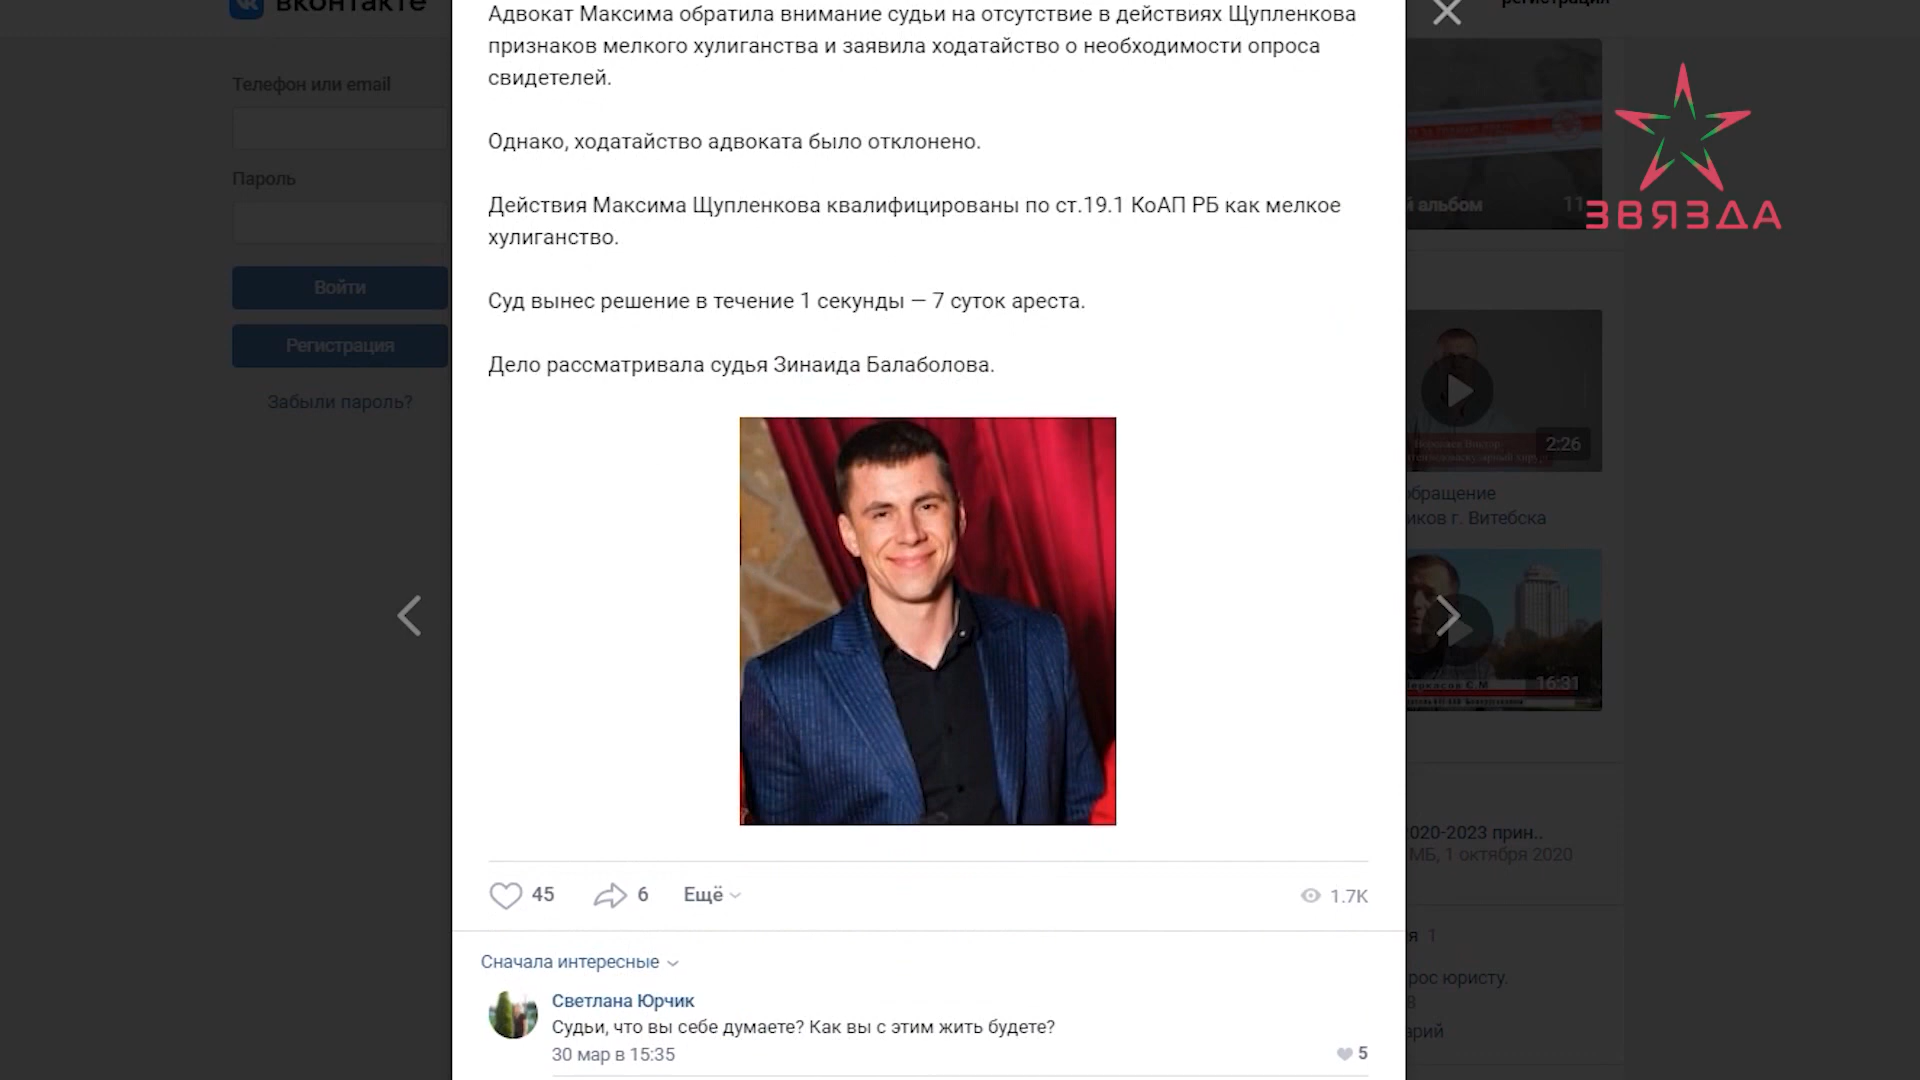 вконтакте
регистрация
Телефон или email
Пароль
Войти
Регистрация
Забыли пароль?
Адвокат Максима обратила внимание судьи на отсутствие в действиях Щупленкова
признаков мелкого хулиганства и заявила ходатайство о необходимости опроса
свидетелей.
Однако, ходатайство адвоката было отклонено.
Действия Максима Щупленкова квалифицированы по ст.19.1 КоАП РБ как мелкое
хулиганство.
Суд вынес решение в течение 1 секунды — 7 суток ареста.
Дело рассматривала судья Зинаида Балаболова.
45 6 Ещё 1.7K
Сначала интересные
Светлана Юрчик
Судьи, что вы себе думаете? Как вы с этим жить будете?
30 мар в 15:35
5
альбом 11
ЗВЯЗДА
2:26
обращение
г. Витебска
16:31
020-2023 прин..
МБ, 1 октября 2020
я 1
рос юристу.
арий